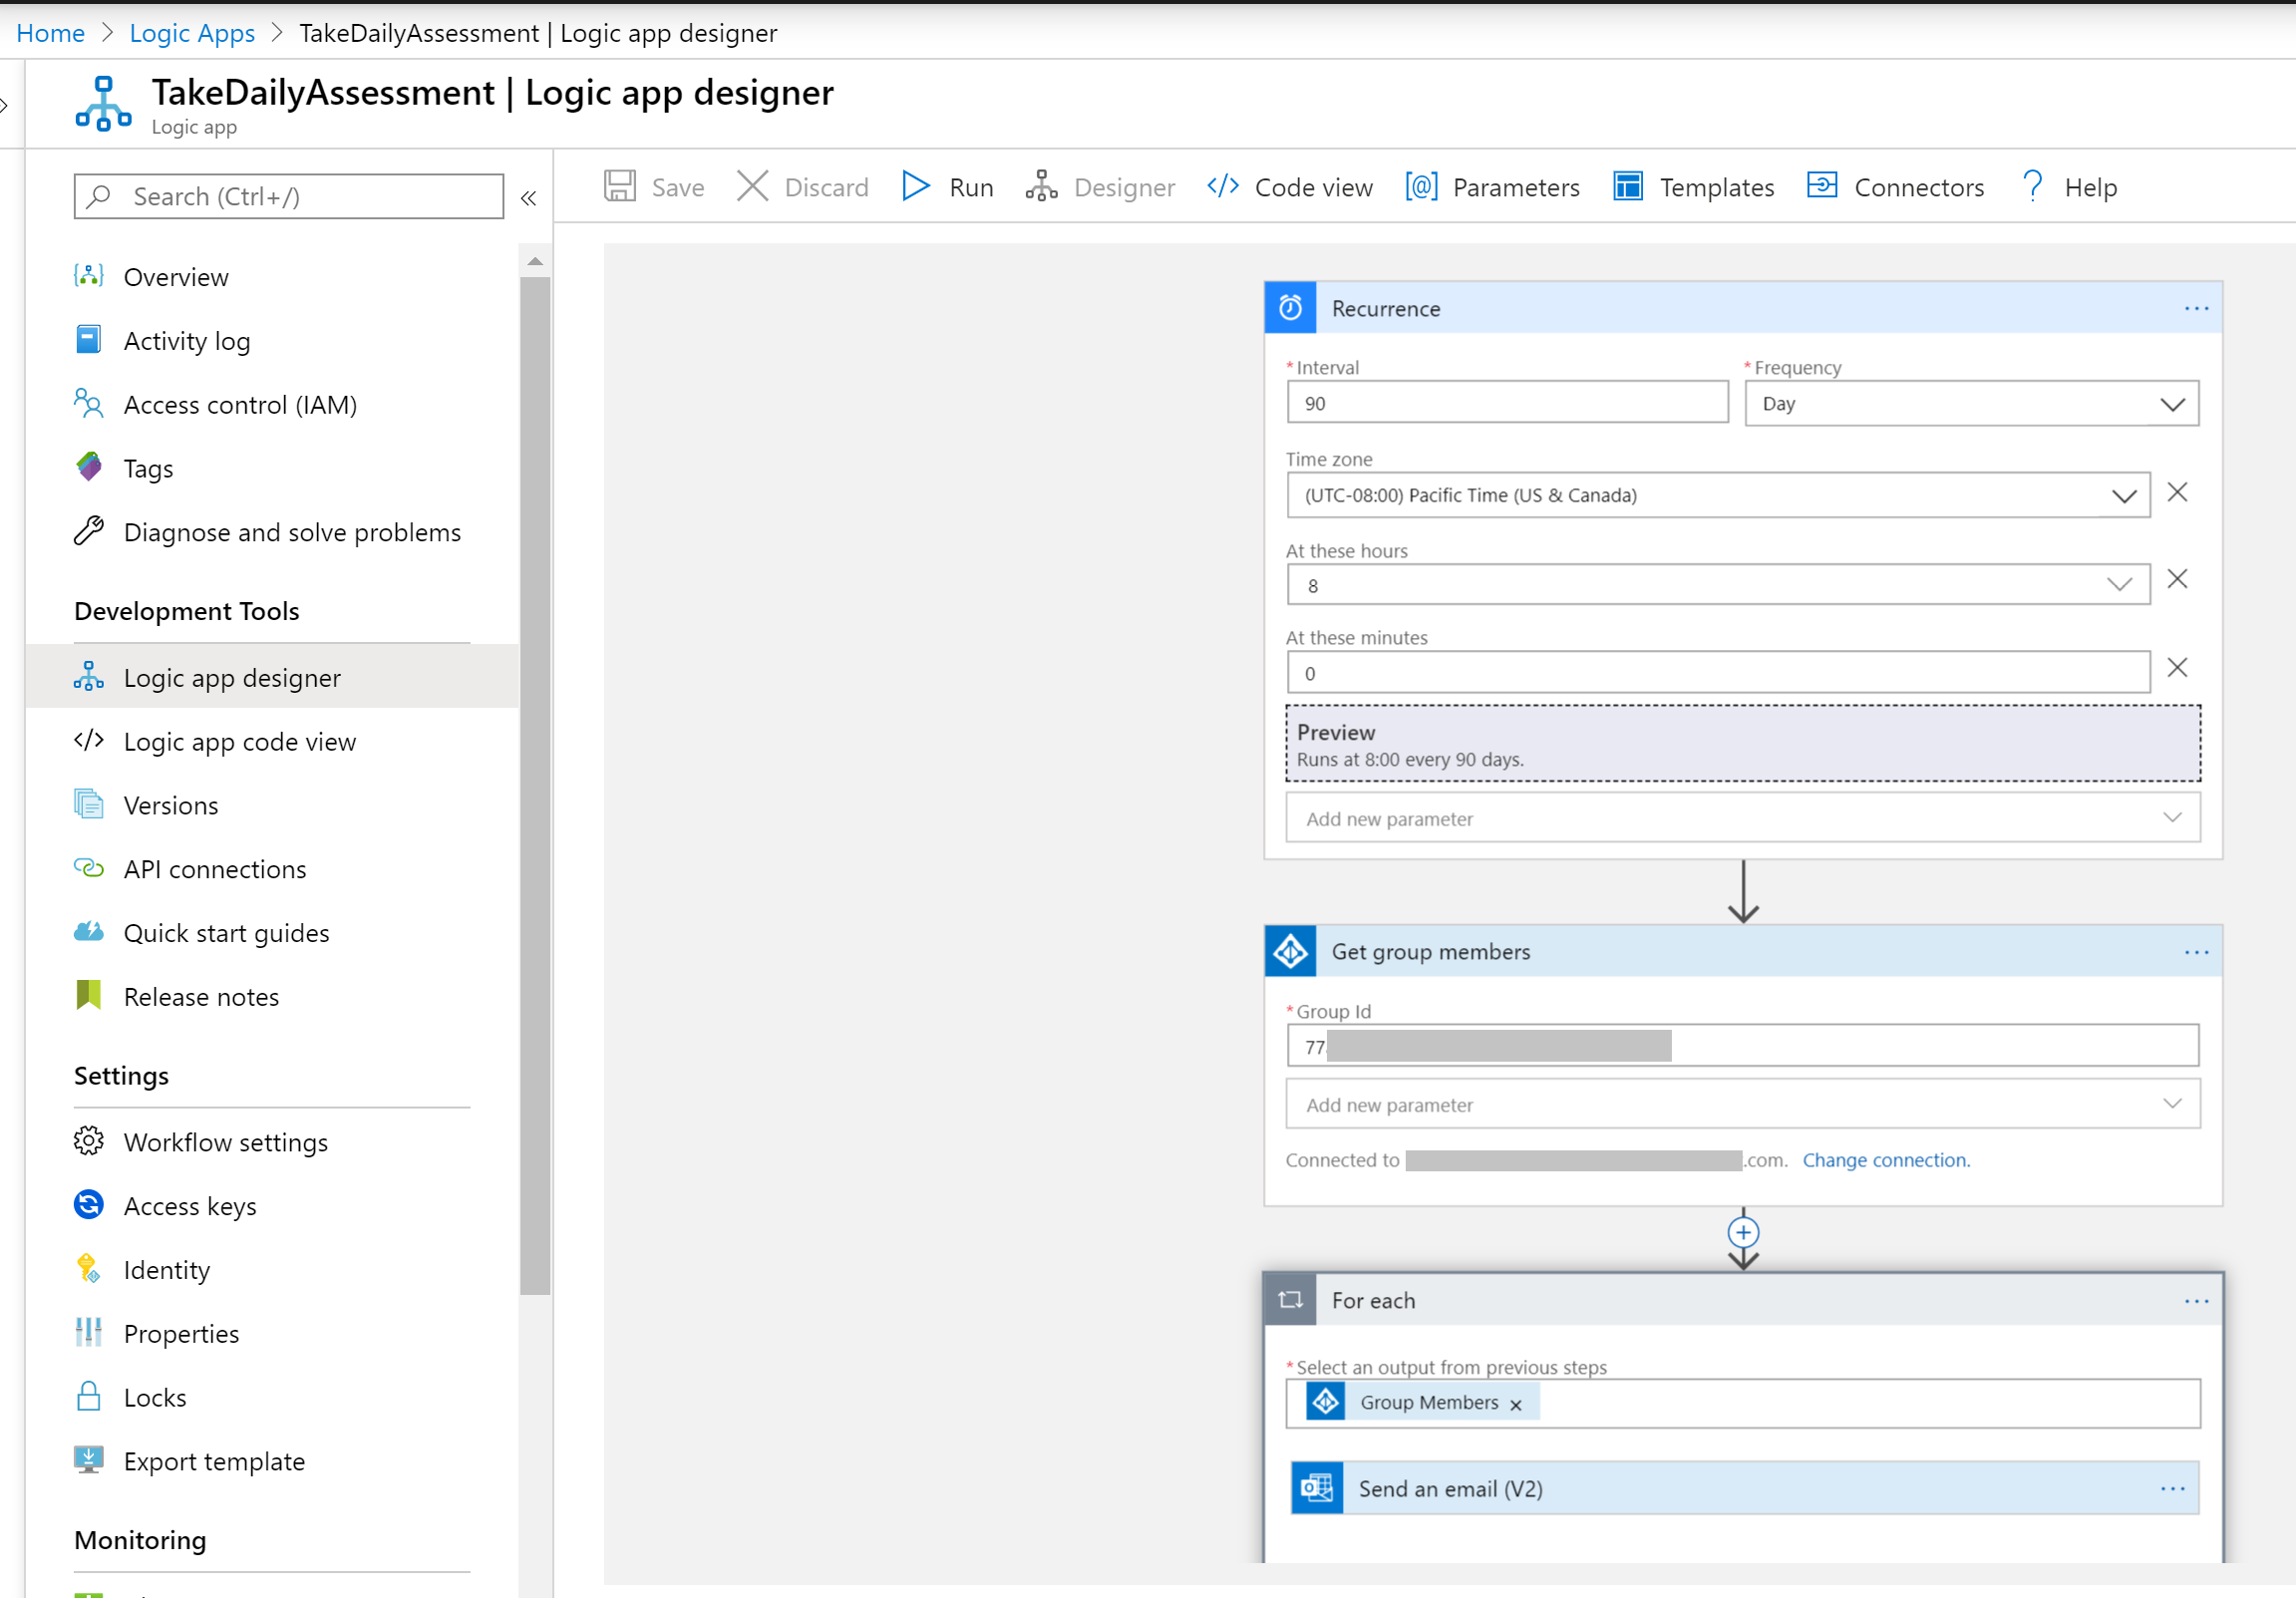 Home > Logic Apps > TakeDailyAssessment | Logic app designer
TakeDailyAssessment | Logic app designer
Logic app
Search (Ctrl+/)
«
Overview
Activity log
Access control (IAM)
Tags
Diagnose and solve problems
Development Tools
Logic app designer
Logic app code view
Versions
API connections
Quick start guides
Release notes
Settings
Workflow settings
Access keys
Identity
Properties
Locks
Export template
Monitoring
Save Discard Run Designer Code view Parameters Templates Connectors Help
Recurrence
* Interval * Frequency
90 Day
Time zone
(UTC-08:00) Pacific Time (US & Canada)
At these hours
8
At these minutes
0
Preview
Runs at 8:00 every 90 days.
Add new parameter
Get group members
* Group Id
77
Add new parameter
Connected to .com. Change connection.
For each
* Select an output from previous steps
Group Members ×
Send an email (V2)